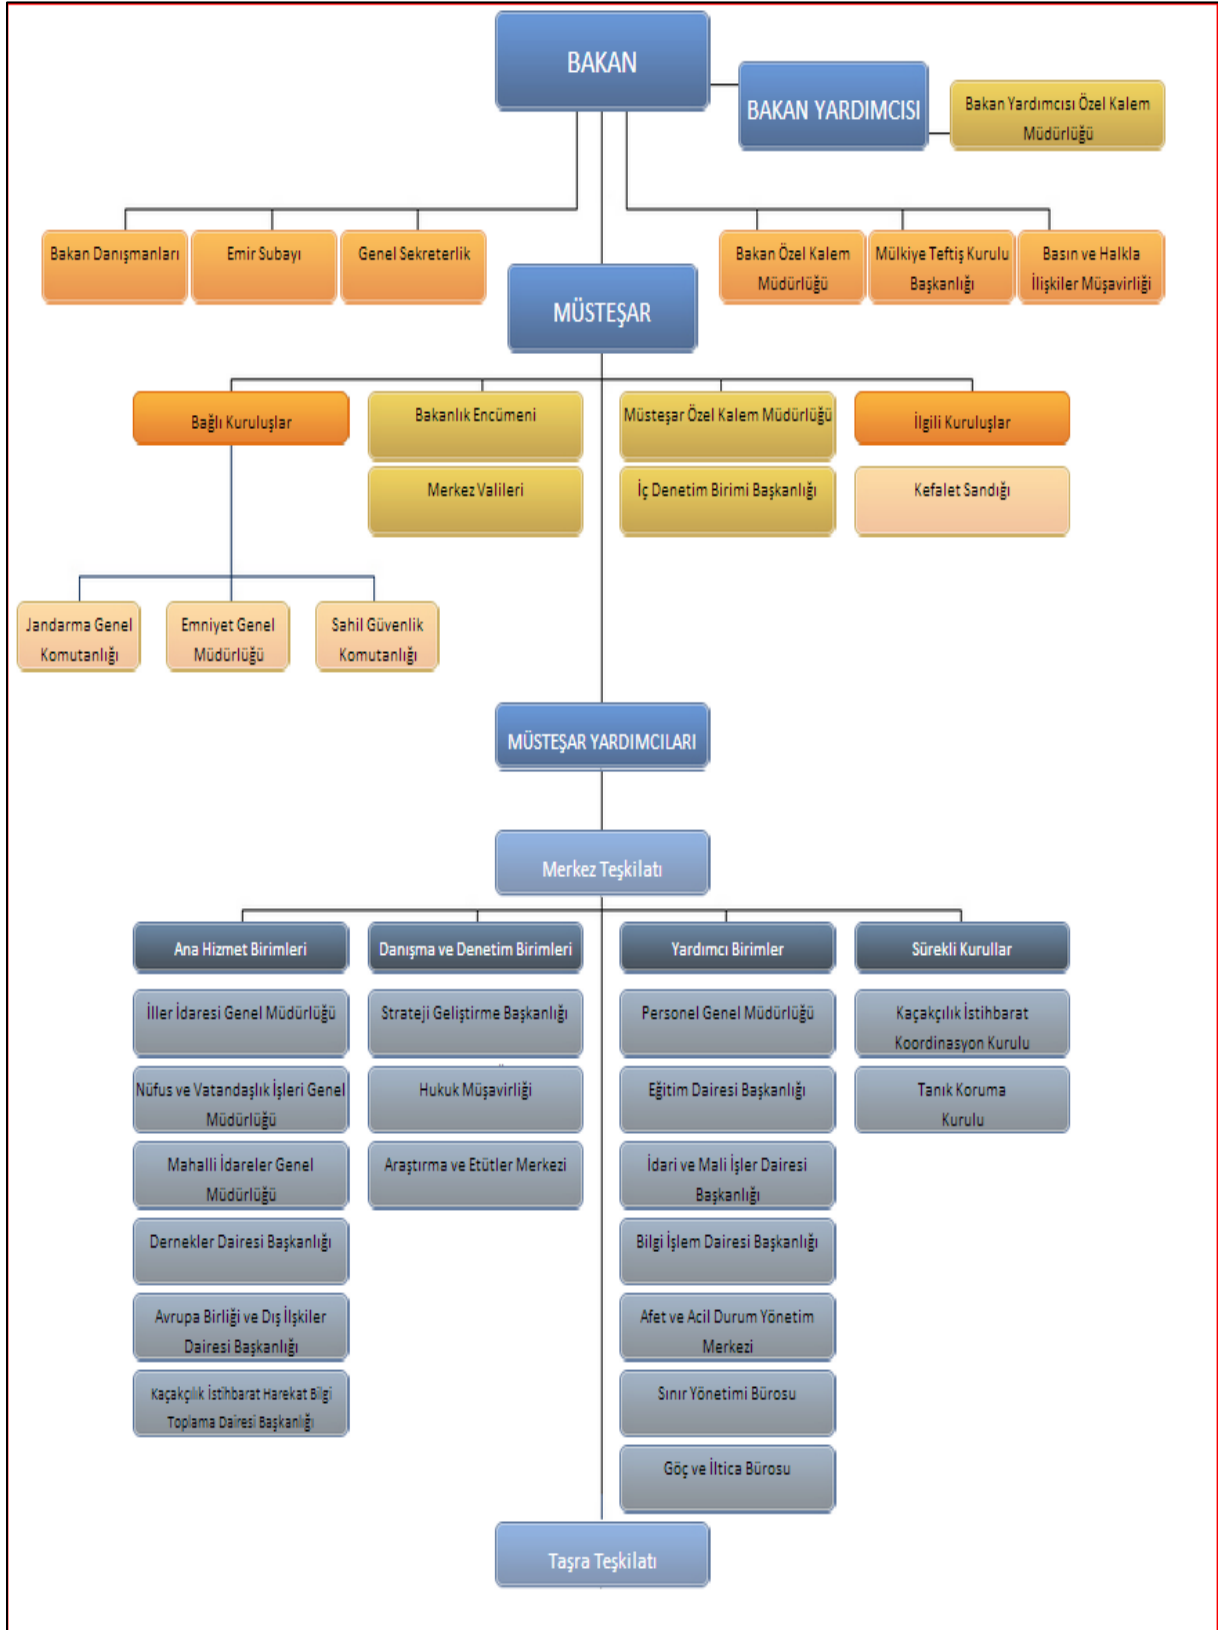 BAKAN
BAKAN YARDIMCISI
Bakan Yardımcısı Özel Kalem
Müdürlüğü
Bakan Danışmanları
Emir Subayı
Genel Sekreterlik
Bakan Özel Kalem
Müdürlüğü
Mülkiye Teftiş Kurulu
Başkanlığı
Basın ve Halkla
İlişkiler Müşavirliği
MÜSTEŞAR
Bağlı Kuruluşlar
Bakanlık Encümeni
Müsteşar Özel Kalem Müdürlüğü
İlgili Kuruluşlar
Merkez Valileri
İç Denetim Birimi Başkanlığı
Kefalet Sandığı
Jandarma Genel
Komutanlığı
Emniyet Genel
Müdürlüğü
Sahil Güvenlik
Komutanlığı
MÜSTEŞAR YARDIMCILARI
Merkez Teşkilatı
Ana Hizmet Birimleri
İller İdaresi Genel Müdürlüğü
Nüfus ve Vatandaşlık İşleri Genel
Müdürlüğü
Mahalli İdareler Genel
Müdürlüğü
Dernekler Dairesi Başkanlığı
Avrupa Birliği ve Dış İlşkiler
Dairesi Başkanlığı
Kaçakçılık İstihbarat Harekat Bilgi
Toplama Dairesi Başkanlığı
Danışma ve Denetim Birimleri
Strateji Geliştirme Başkanlığı
Hukuk Müşavirliği
Araştırma ve Etütler Merkezi
Yardımcı Birimler
Personel Genel Müdürlüğü
Eğitim Dairesi Başkanlığı
İdari ve Mali İşler Dairesi
Başkanlığı
Bilgi İşlem Dairesi Başkanlığı
Afet ve Acil Durum Yönetim
Merkezi
Sınır Yönetimi Bürosu
Göç ve İltica Bürosu
Sürekli Kurullar
Kaçakçılık İstihbarat
Koordinasyon Kurulu
Tanık Koruma
Kurulu
Taşra Teşkilatı